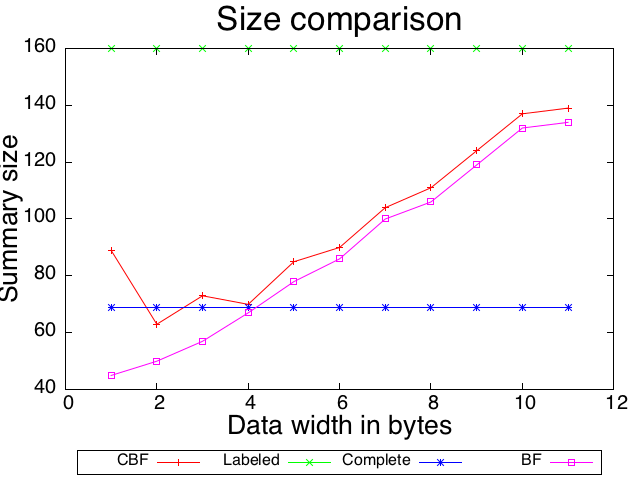 Size comparison
160
140
120
100
80
60
40
Summary size
0 2 4 6 8 10 12
Data width in bytes
CBF Labeled Complete BF